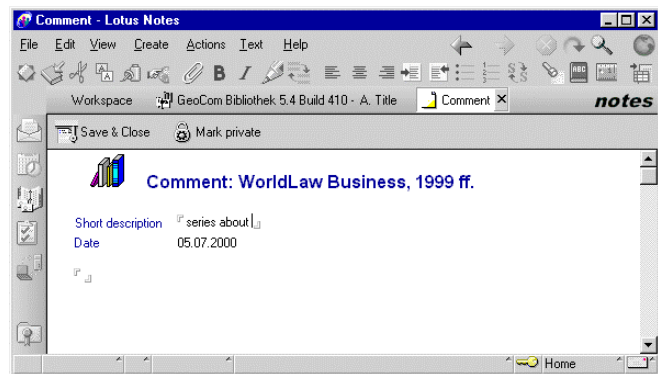 Comment - Lotus Notes
File Edit View Create Actions Text Help
Workspace GeoCom Bibliothek 5.4 Build 410 - A. Title Comment notes
Save & Close Mark private
Comment: WorldLaw Business, 1999 ff.
Short description series about
Date 05.07.2000
Home